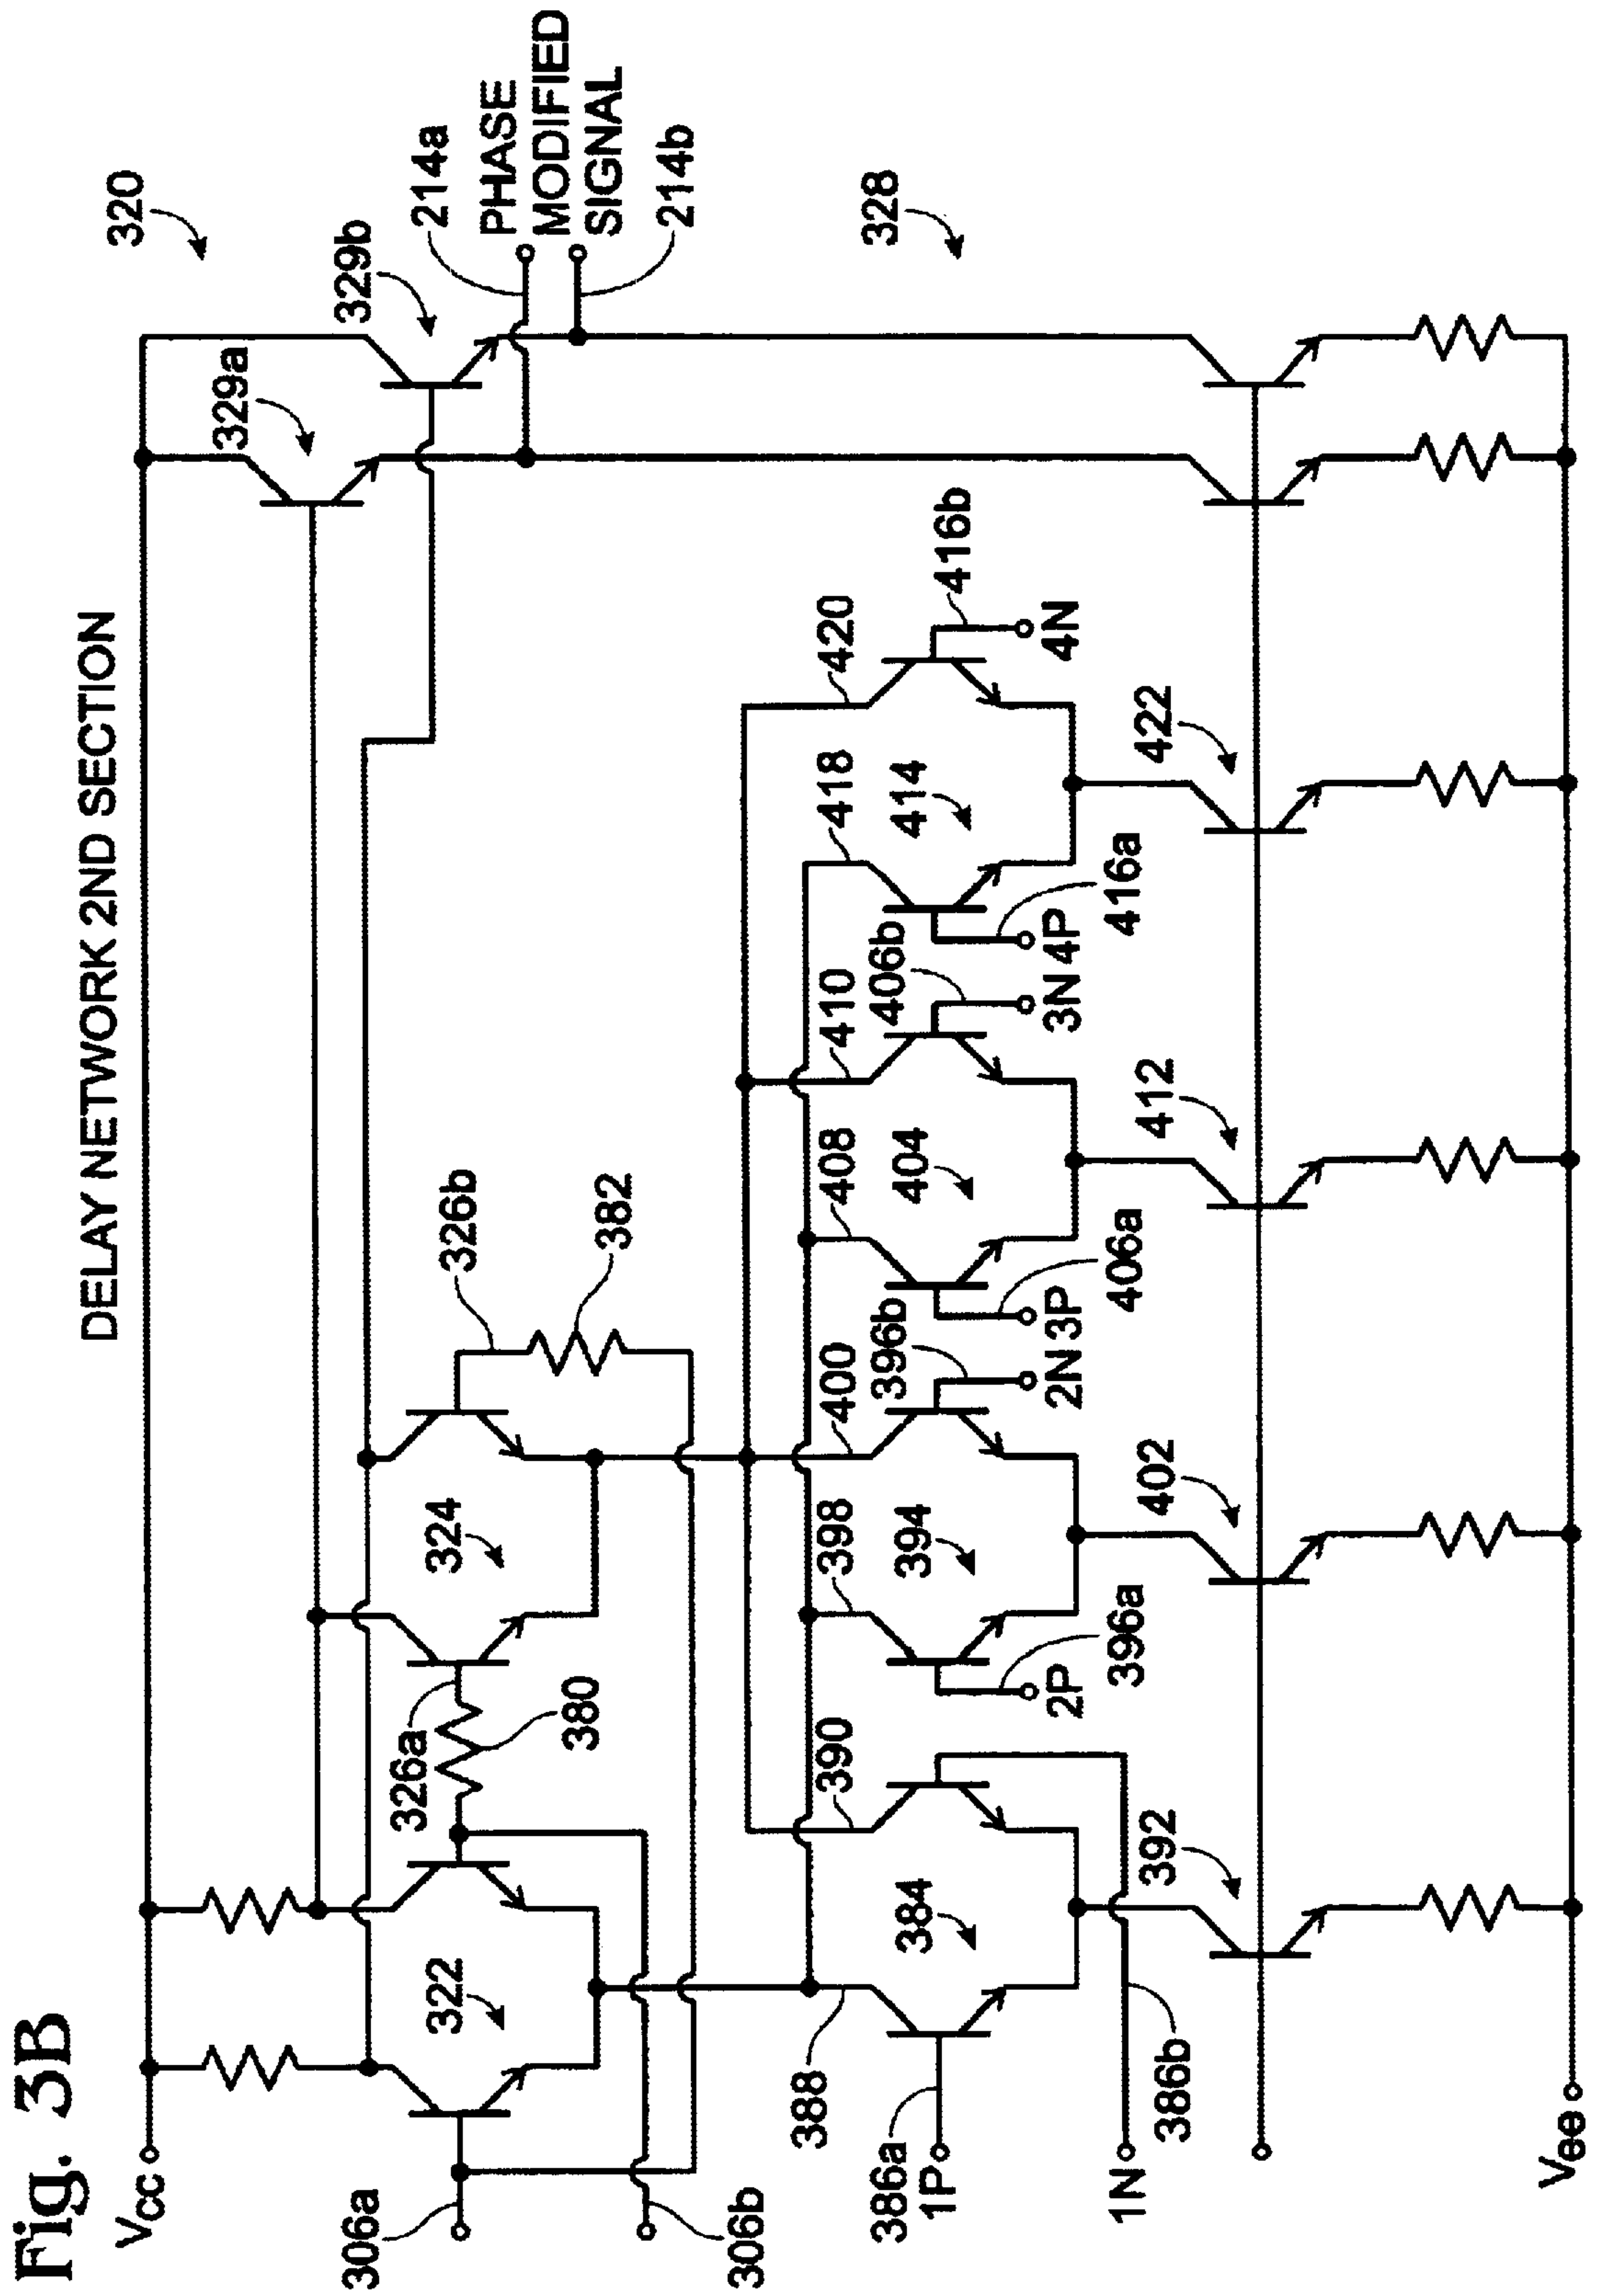 Fig. 3B
DELAY NETWORK 2ND SECTION
320
Vcc
329a
329b
214a
PHASE
MODIFIED
SIGNAL
214b
306a
322
326a
324
326b
380
382
306b
328
388
390
398
400
408
410
418
420
386a
1P
384
394
396b
404
406b
414
416b
2P
2N
3P
3N
4P
4N
396a
406a
416a
1N
386b
392
402
412
422
Vee